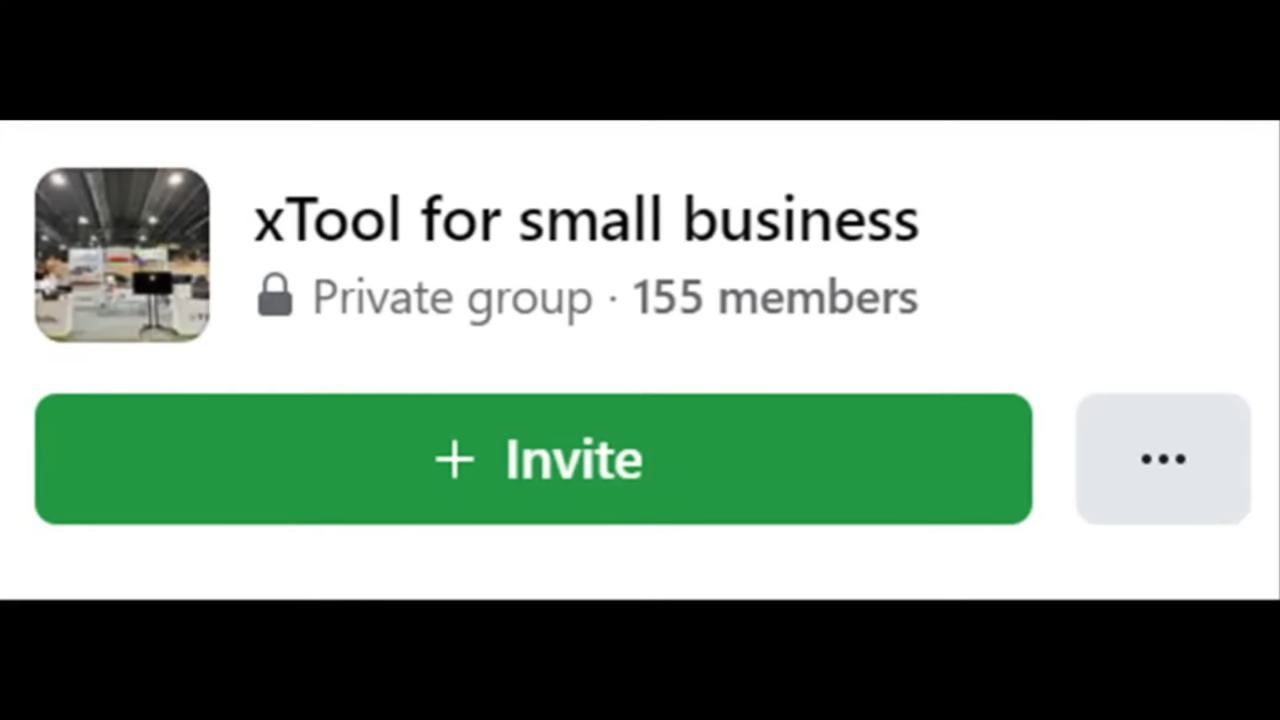 xTool for small business
Private group · 155 members
+ Invite
...